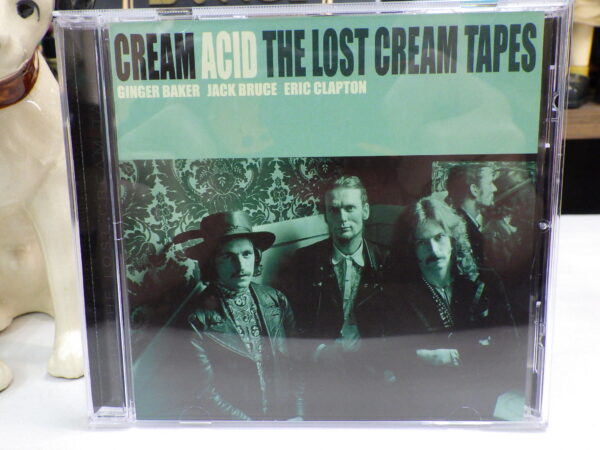 CREAM ACID THE LOST CREAM TAPES
GINGER BAKER JACK BRUCE ERIC CLAPTON